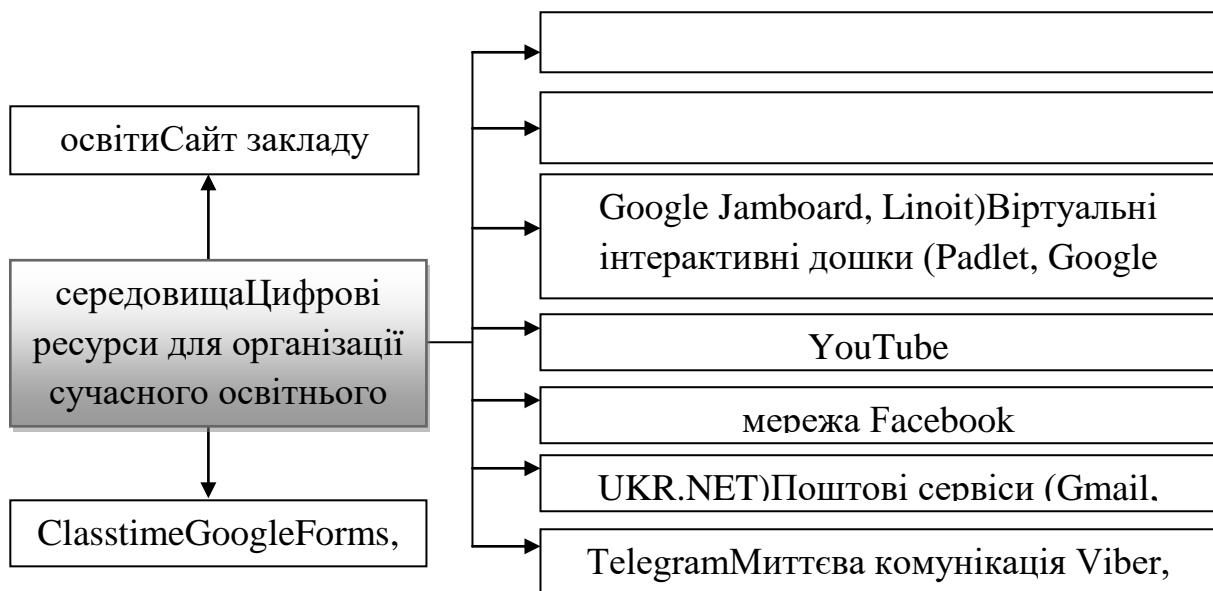 освітиСайт закладу
Google Jamboard, Linoit)Віртуальні
інтерактивні дошки (Padlet, Google
середовищаЦифрові
ресурси для організації
сучасного освітнього
YouTube
мережа Facebook
UKR.NET)Поштові сервіси (Gmail,
ClasstimeGoogleForms,
TelegramМиттєва комунікація Viber,